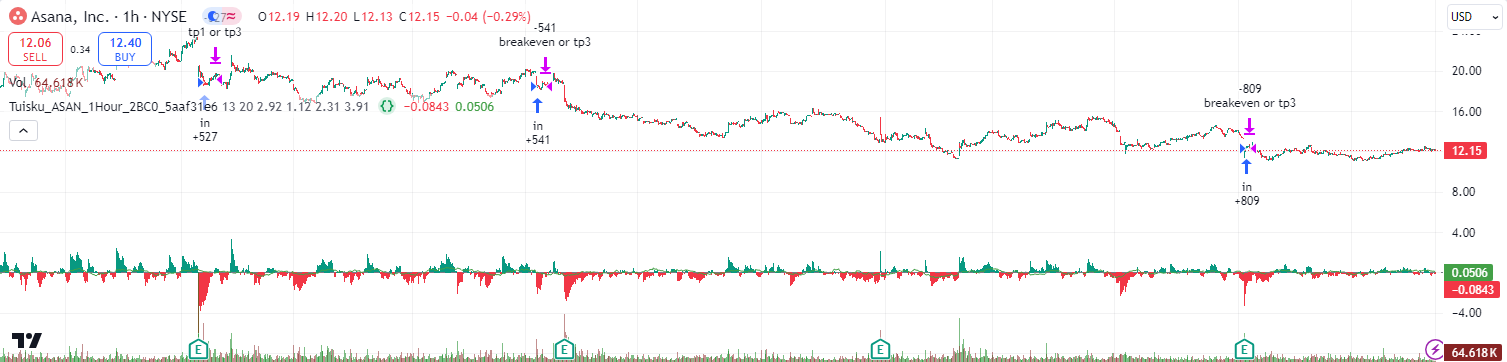 Asana, Inc. · 1h · NYSE O12.19 H12.20 L12.13 C12.15 −0.04 (−0.29%)
USD
12.06
SELL
0.34
12.40
BUY
tp1 or tp3
-541
breakeven or tp3
-809
breakeven or tp3
Vol 64.618K
Tuisku_ASAN_1Hour_2BC0_5aaf31e6 13 20 2.92 1.12 2.31 3.91 −0.0843 0.0506
in
+527
in
+541
in
+809
20.00
16.00
12.15
8.00
4.00
0.0506
−0.0843
−4.00
64.618K
E
E
E
E